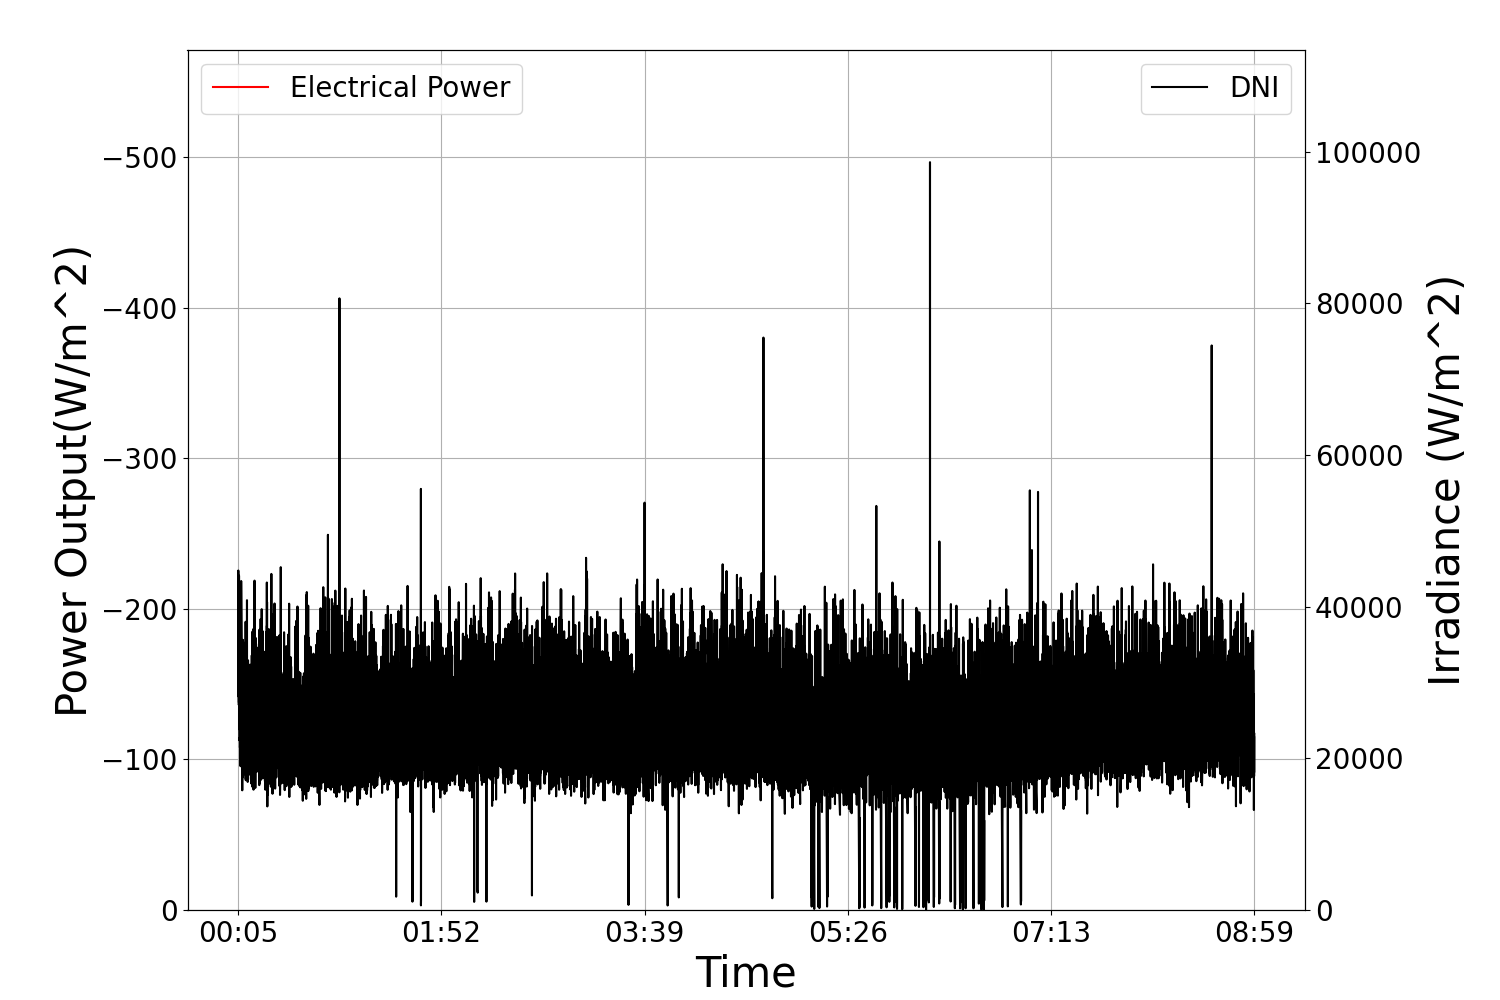 Electrical Power
DNI
Power Output(W/m^2)
−500
−400
−300
−200
−100
0
100000
80000
60000
40000
20000
0
Irradiance (W/m^2)
00:05 01:52 03:39 05:26 07:13 08:59
Time